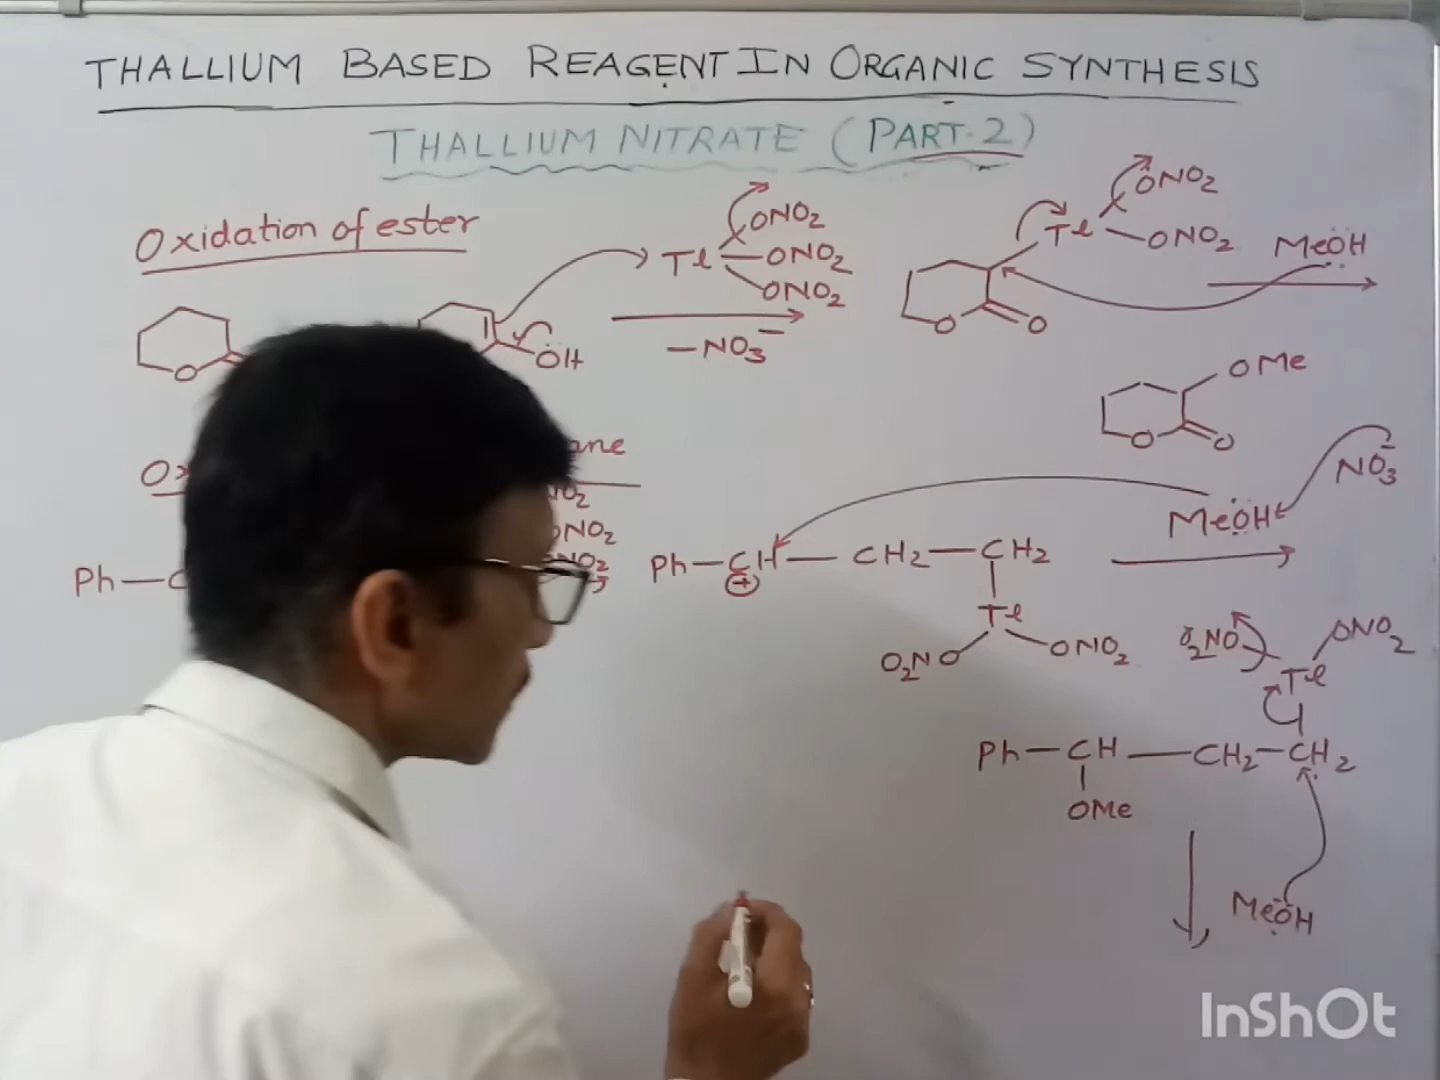 THALLIUM BASED REAGENT IN ORGANIC SYNTHESIS
THALLIUM NITRATE (PART-2)
Oxidation of ester
O
OH
Tl
ONO2
ONO2
ONO2
-NO3-
Tl
ONO2
ONO2
O
O
MeOH
OMe
O
O
NO3-
MeOH
ane
ONO2
Ph-
Ph-CH-CH2-CH2
+
Tl
O2NO
ONO2
O2NO
ONO2
Tl
Ph-CH-CH2-CH2
OMe
MeOH
InShOt